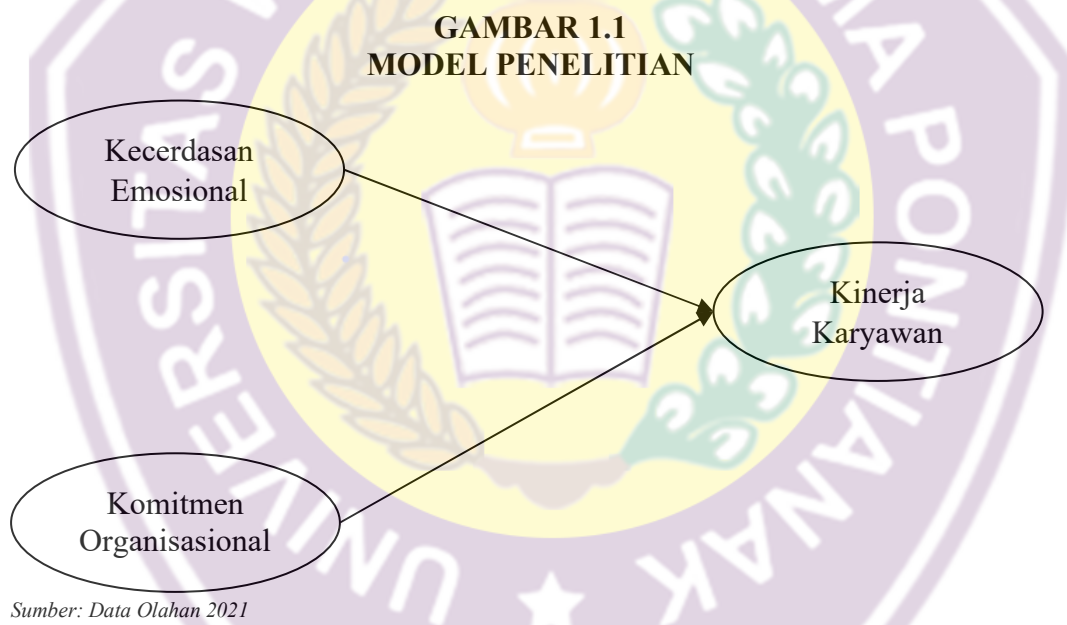 GAMBAR 1.1
MODEL PENELITIAN
Kecerdasan
Emosional
Kinerja
Karyawan
Komitmen
Organisasional
Sumber: Data Olahan 2021